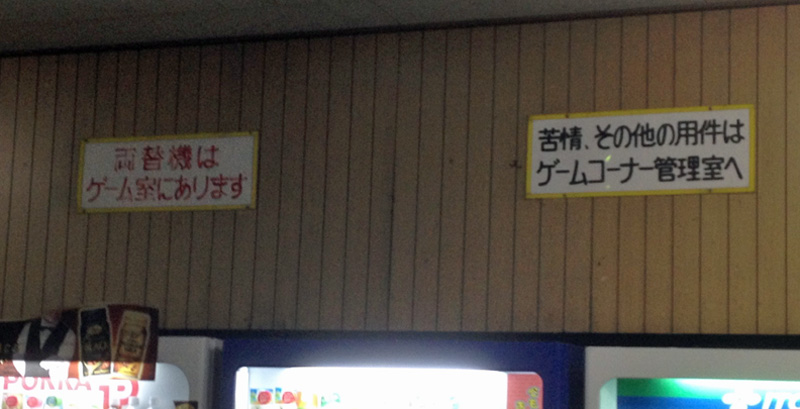 両替機は
ゲーム室にあります
苦情、その他の用件は
ゲームコーナー管理室へ
POKKA